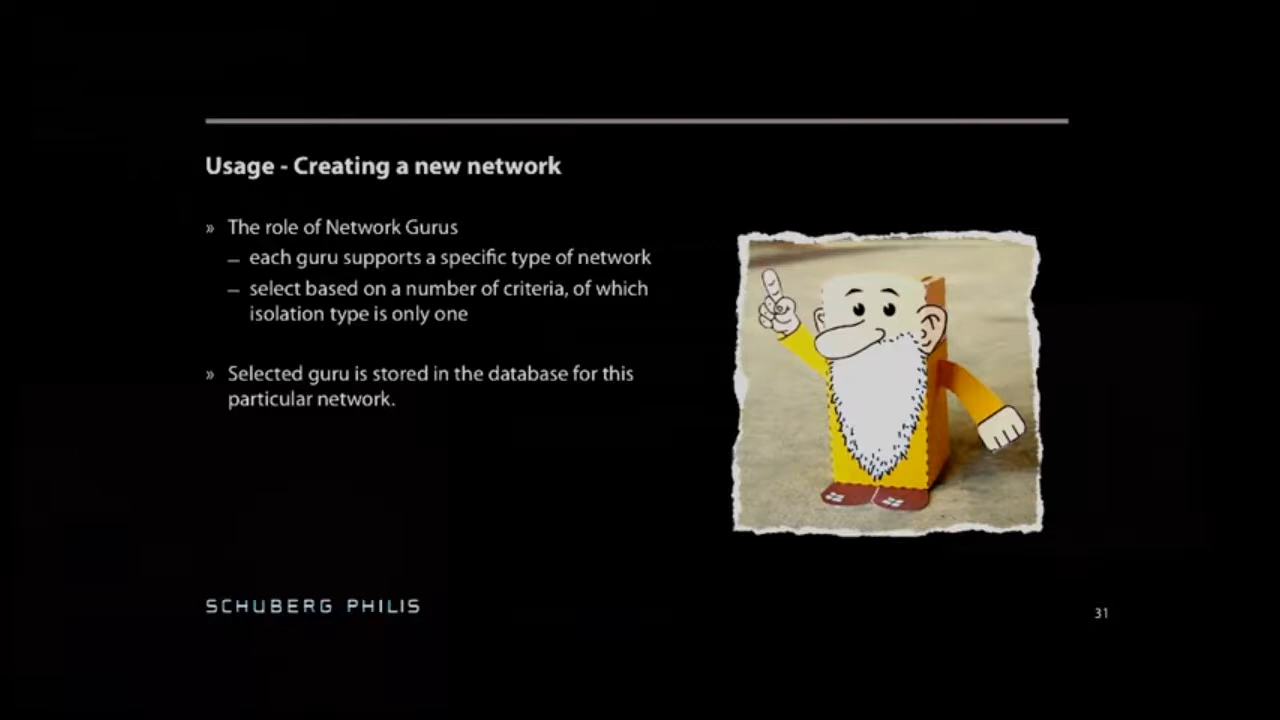 Usage - Creating a new network
» The role of Network Gurus
– each guru supports a specific type of network
– select based on a number of criteria, of which
isolation type is only one
» Selected guru is stored in the database for this
particular network.
SCHUBERG PHILIS
31